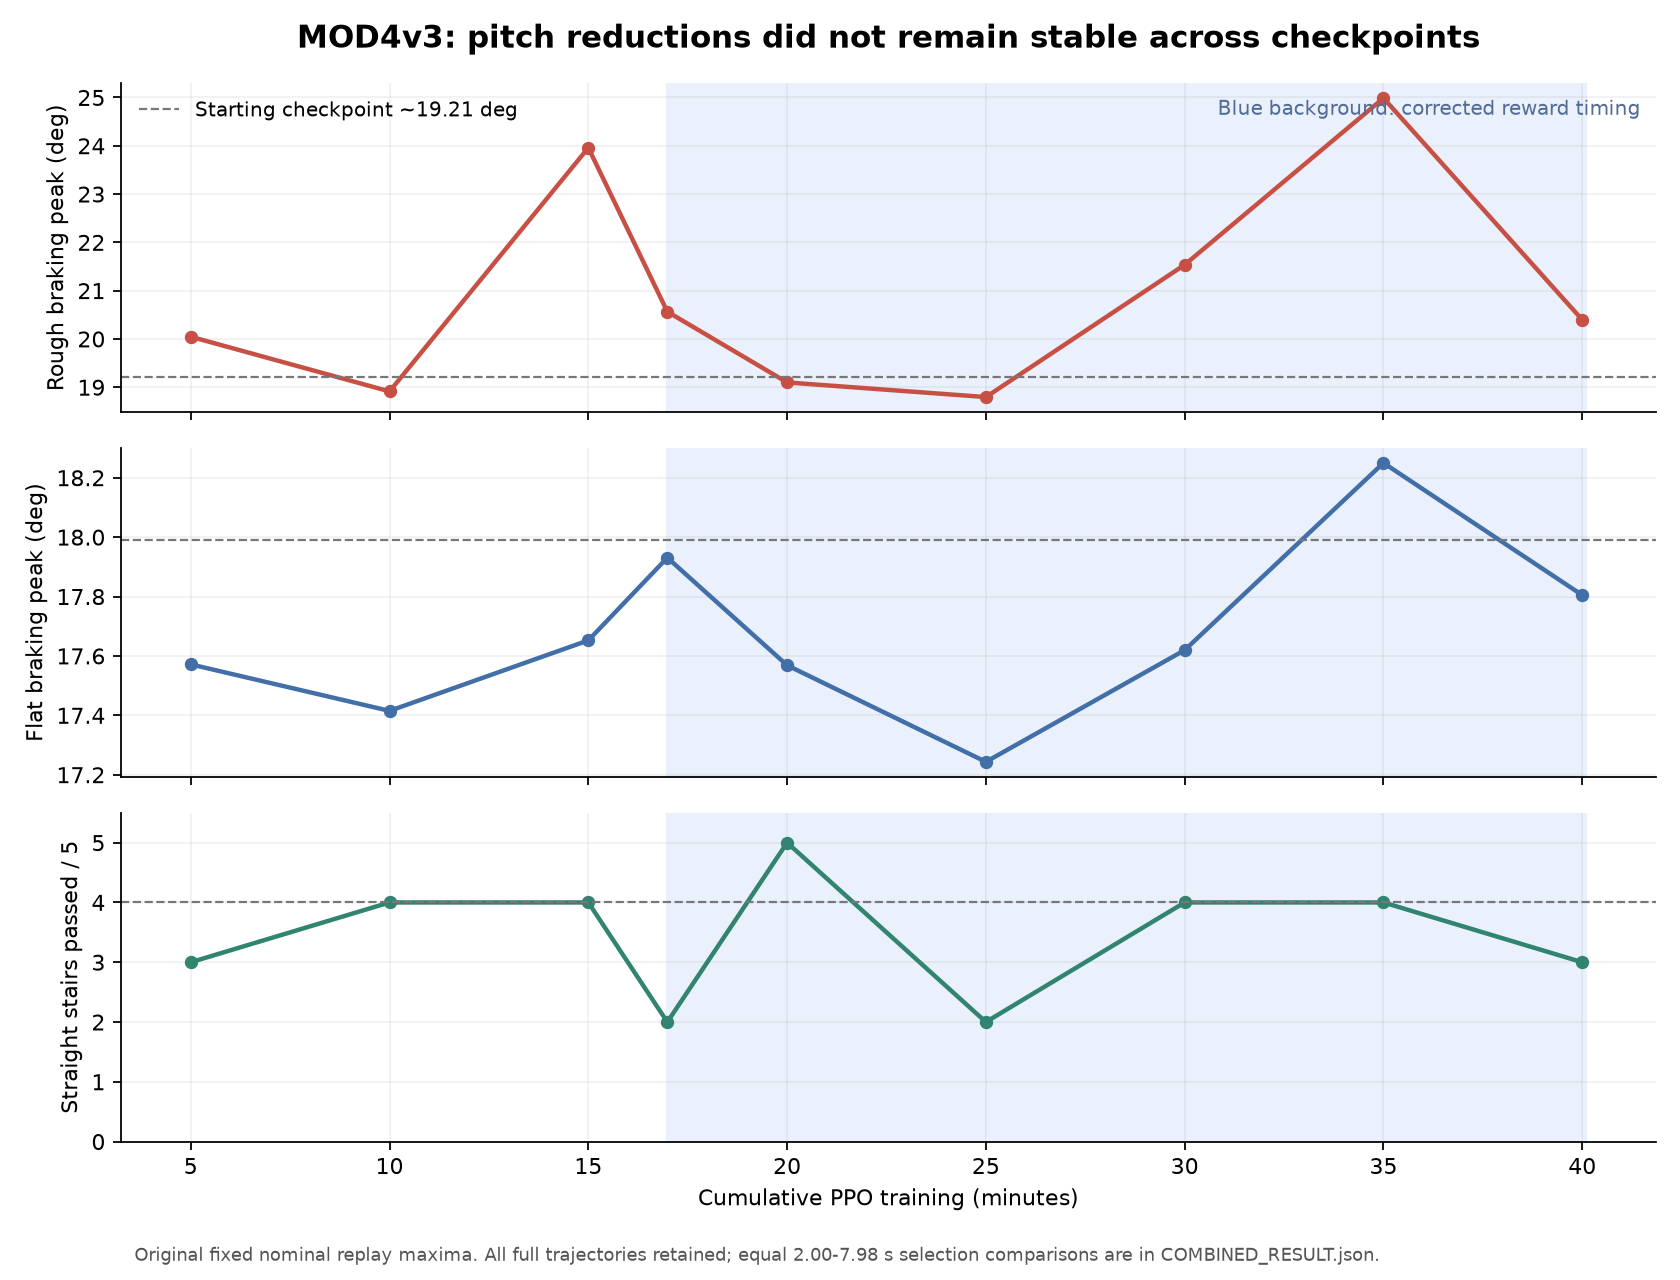 MOD4v3: pitch reductions did not remain stable across checkpoints
Rough braking peak (deg)
25
24
23
22
21
20
19
Starting checkpoint ~19.21 deg
Blue background: corrected reward timing
Flat braking peak (deg)
18.2
18.0
17.8
17.6
17.4
17.2
Straight stairs passed / 5
5
4
3
2
1
0
5 10 15 20 25 30 35 40
Cumulative PPO training (minutes)
Original fixed nominal replay maxima. All full trajectories retained; equal 2.00-7.98 s selection comparisons are in COMBINED_RESULT.json.